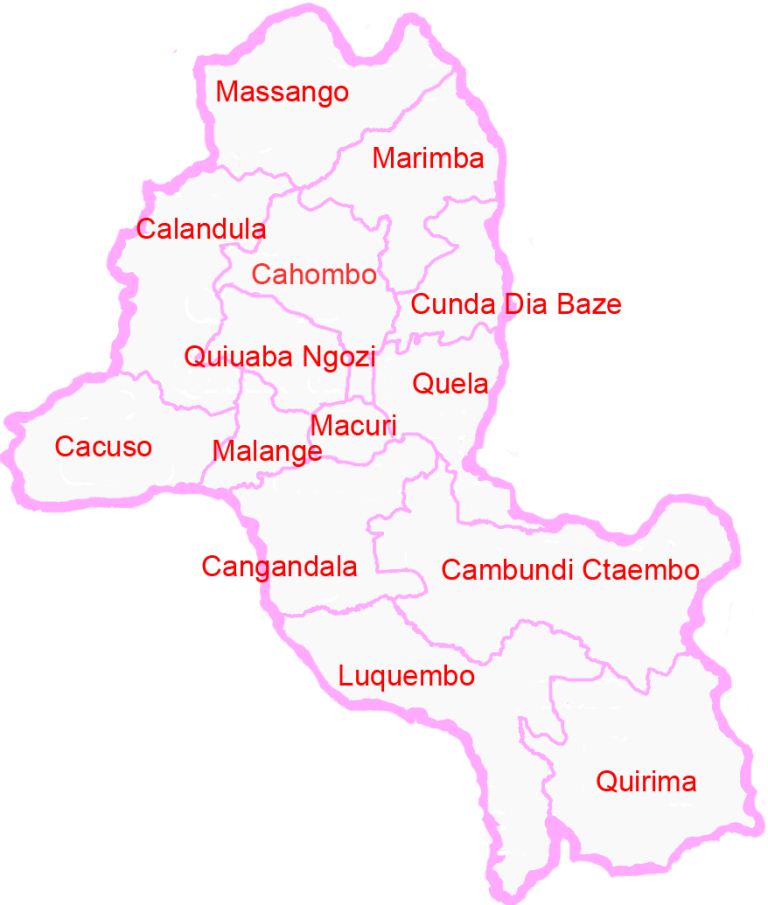 Massango
Marimba
Calandula
Cahombo
Cunda Dia Baze
Quiuaba Ngozi
Quela
Macuri
Cacuso
Malange
Cangandala
Cambundi Ctaembo
Luquembo
Quirima